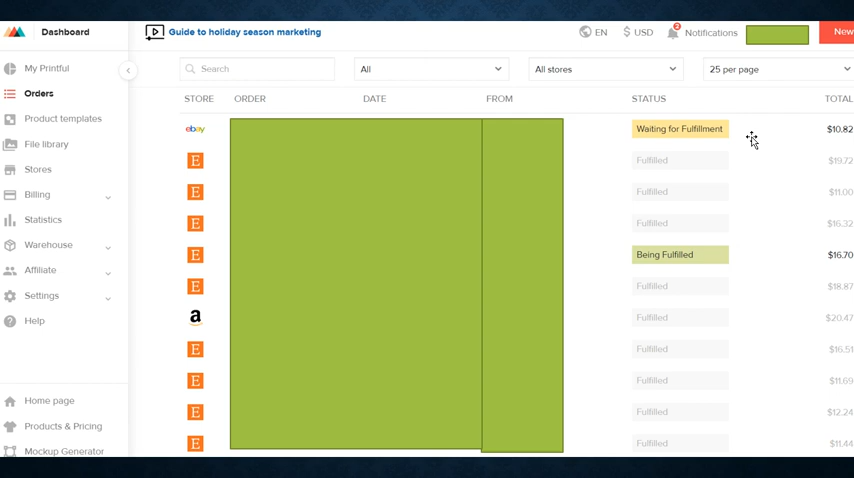 Dashboard
Guide to holiday season marketing
EN
$ USD
2
Notifications
New
My Printful
Orders
Product templates
File library
Stores
Billing
Statistics
Warehouse
Affiliate
Settings
Help
Home page
Products & Pricing
Mockup Generator
Search
All
All stores
25 per page
STORE ORDER DATE FROM STATUS TOTAL
ebay Waiting for Fulfillment $10.82
E Fulfilled $19.72
E Fulfilled $11.00
E Fulfilled $16.32
E Being Fulfilled $16.70
E Fulfilled $18.87
a Fulfilled $20.47
E Fulfilled $16.51
E Fulfilled $11.69
E Fulfilled $12.24
E Fulfilled $11.44